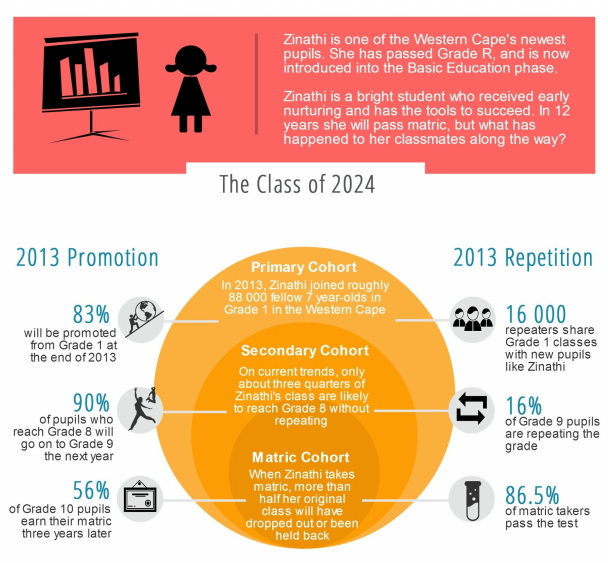 Zinathi is one of the Western Cape's newest
pupils. She has passed Grade R, and is now
introduced into the Basic Education phase.
Zinathi is a bright student who received early
nurturing and has the tools to succeed. In 12
years she will pass matric, but what has
happened to her classmates along the way?
The Class of 2024
2013 Promotion
83%
will be promoted
from Grade 1 at
the end of 2013
90%
of pupils who
reach Grade 8 will
go on to Grade 9
the next year
56%
of Grade 10 pupils
earn their matric
three years later
Primary Cohort
In 2013, Zinathi joined roughly
88 000 fellow 7 year-olds in
Grade 1 in the Western Cape
Secondary Cohort
On current trends, only
about three quarters of
Zinathi's class are likely
to reach Grade 8 without
repeating
Matric Cohort
When Zinathi takes
matric, more than
half her original
class will have
dropped out or been
held back
2013 Repetition
16 000
repeaters share
Grade 1 classes
with new pupils
like Zinathi
16%
of Grade 9 pupils
are repeating the
grade
86.5%
of matric takers
pass the test